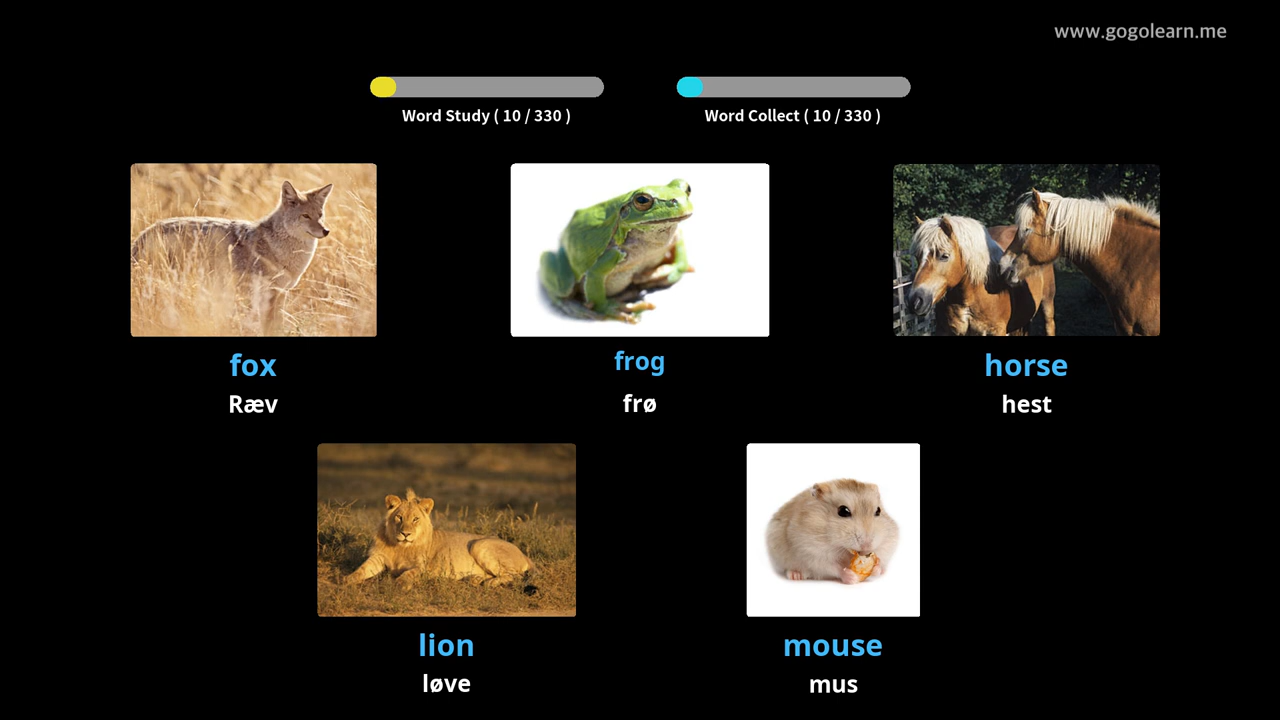 www.gogolearn.me
Word Study ( 10 / 330 )
Word Collect ( 10 / 330 )
fox
Ræv
frog
frø
horse
hest
lion
løve
mouse
mus